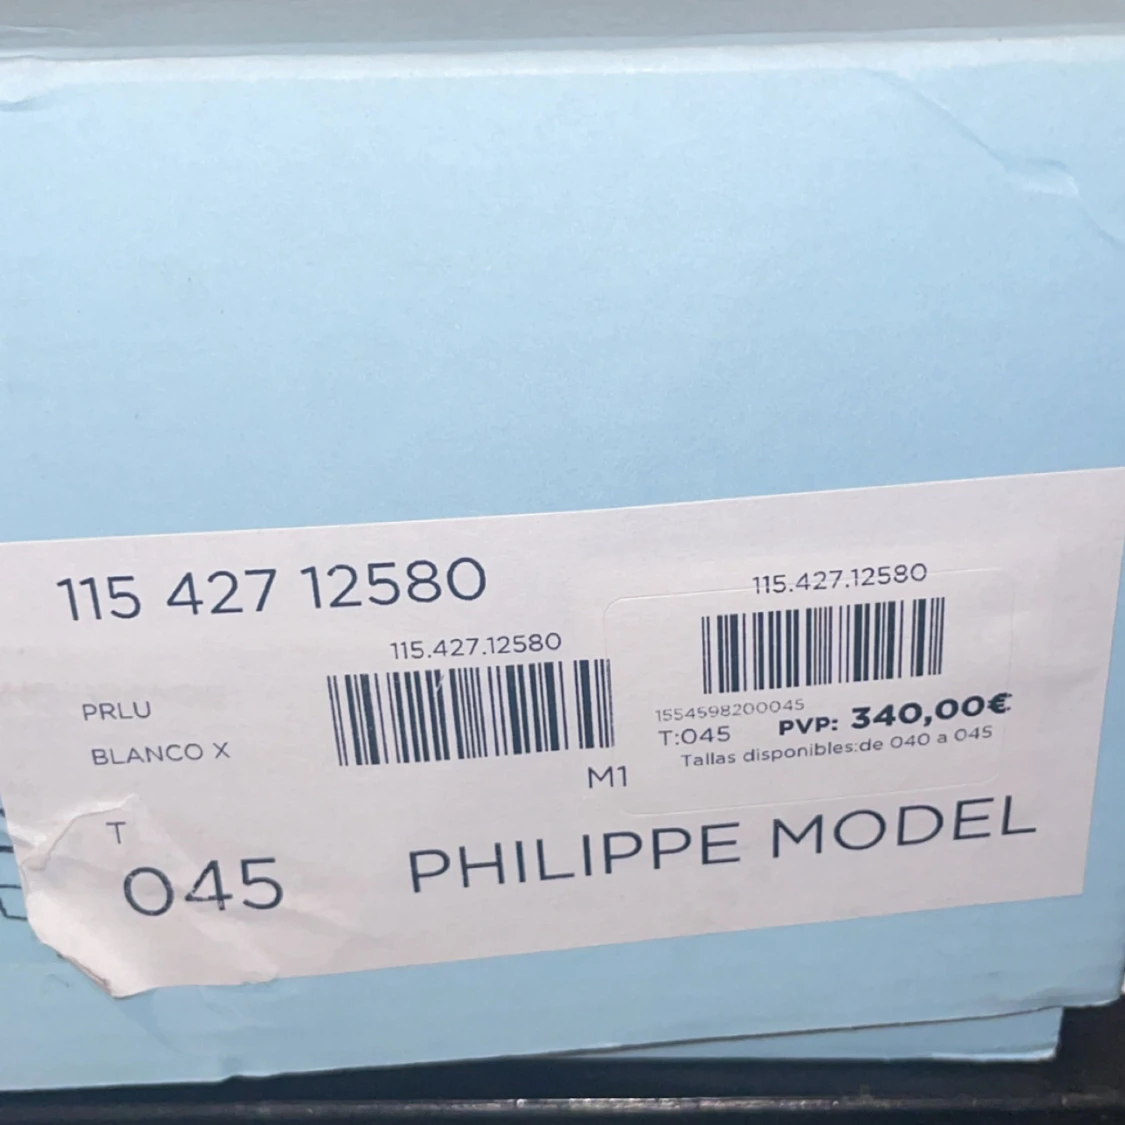 115 427 12580
115.427.12580
115.427.12580
PRLU
BLANCO X
M1
1554598200045
T:045 PVP: 340,00€
Tallas disponibles:de 040 a 045
T
045
PHILIPPE MODEL